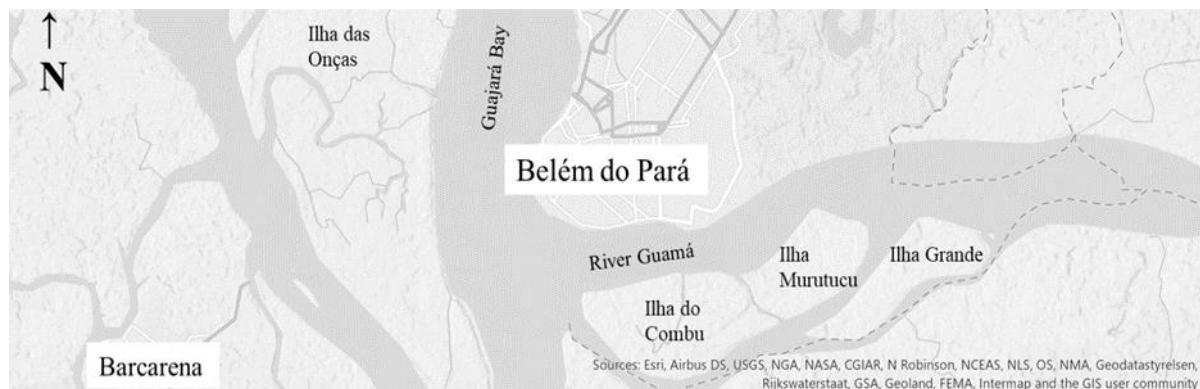 ↑
N
Ilha das
Onças
Guajará Bay
Belém do Pará
River Guamá
Ilha
Murutucu
Ilha Grande
Ilha do
Combu
Barcarena
Sources: Esri, Airbus DS, USGS, NGA, NASA, CGIAR, N Robinson, NCEAS, NLS, OS, NMA, Geodatastyrelsen,
Rijkswaterstaat, GSA, Geoland, FEMA, Intermap and the GIS user commun